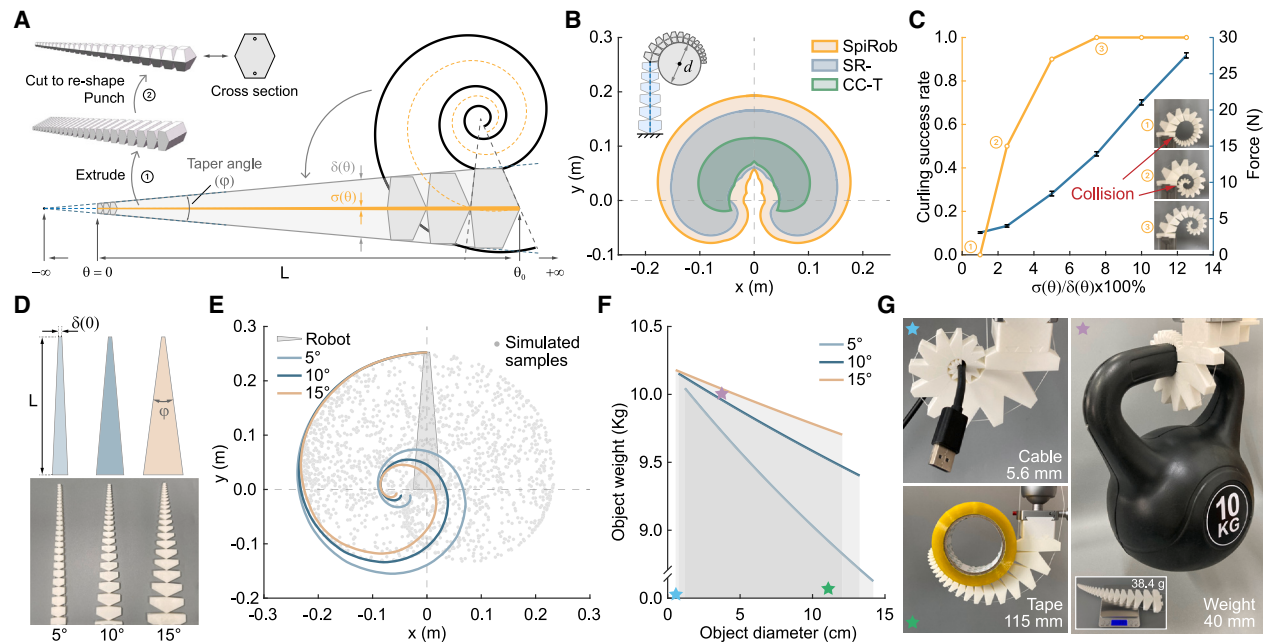 A
Cut to re-shape
Punch
②
Cross section
Extrude
①
Taper angle
(φ)
δ(θ)
σ(θ)
−∞
θ = 0
L
θ₀
+∞
B
0.3
0.2
0.1
0.0
-0.1
y (m)
-0.2
-0.1
0
0.1
0.2
x (m)
d
SpiRob
SR-
CC-T
C
1.0
0.8
0.6
0.4
0.2
0.0
Curling success rate
30
25
20
15
10
5
0
Force (N)
0
2
4
6
8
10
12
14
σ(θ)/δ(θ)x100%
①
②
③
①
②
③
Collision
D
δ(0)
L
φ
5°
10°
15°
E
0.3
0.2
0.1
0.0
-0.1
-0.2
y (m)
-0.3
-0.2
-0.1
0
0.1
0.2
0.3
x (m)
Robot
5°
10°
15°
Simulated
samples
F
10.5
10.0
9.5
9.0
0.0
Object weight (Kg)
0
5
10
15
Object diameter (cm)
5°
10°
15°
G
Cable
5.6 mm
Tape
115 mm
10
KG
38.4 g
Weight
40 mm